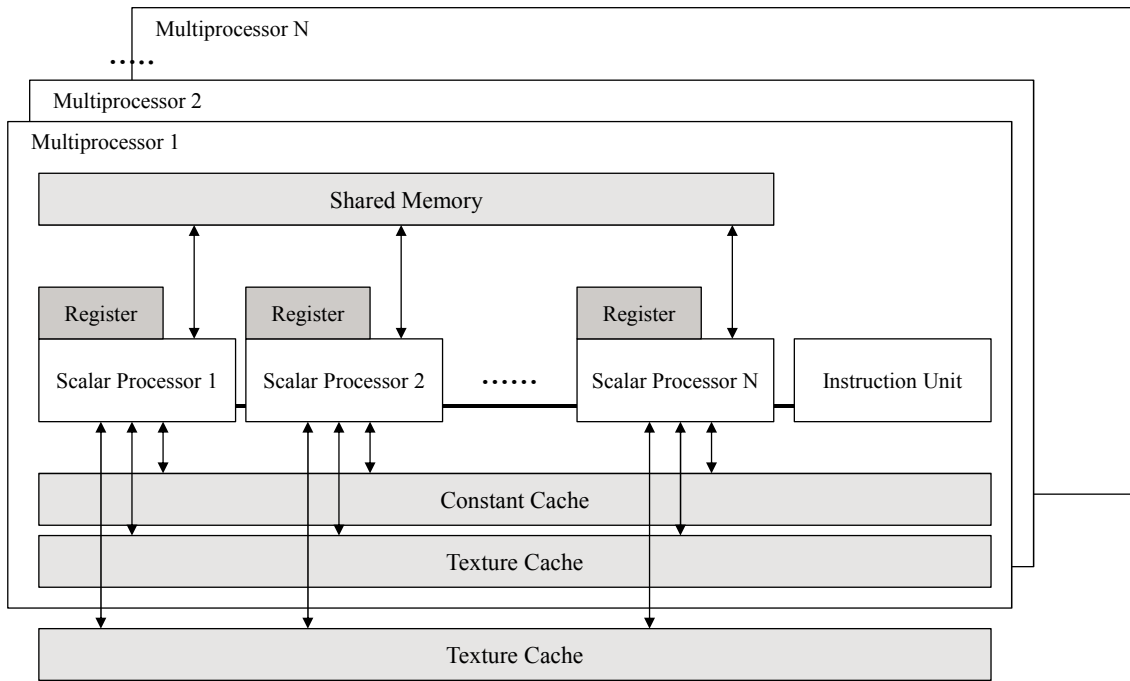 Multiprocessor N
.....
Multiprocessor 2
Multiprocessor 1
Shared Memory
Register
Register
Register
Scalar Processor 1
Scalar Processor 2
......
Scalar Processor N
Instruction Unit
Constant Cache
Texture Cache
Texture Cache